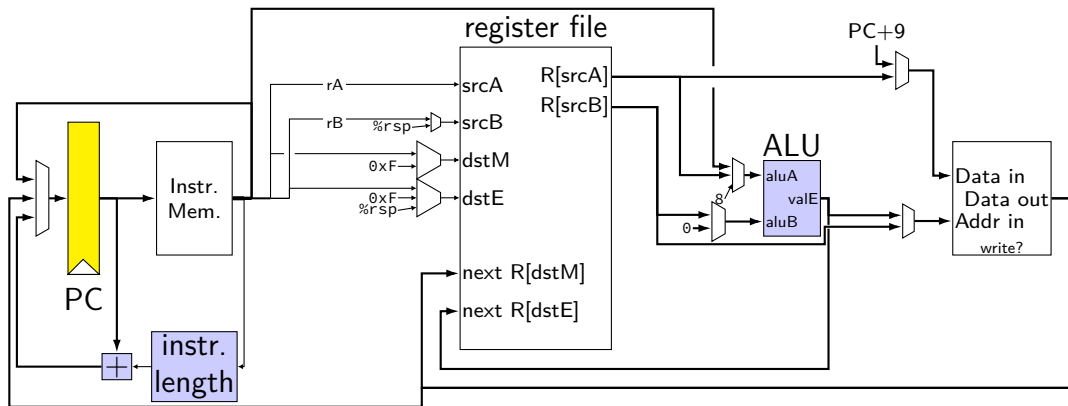 register file
PC+9
R[srcA]
rA
srcA
R[srcB]
rB
%rsp
srcB
ALU
0xF
dstM
Instr.
Mem.
aluA
Data in
0xF
dstE
%rsp
8
valE
Data out
0
aluB
Addr in
write?
PC
next R[dstM]
next R[dstE]
+
instr.
length